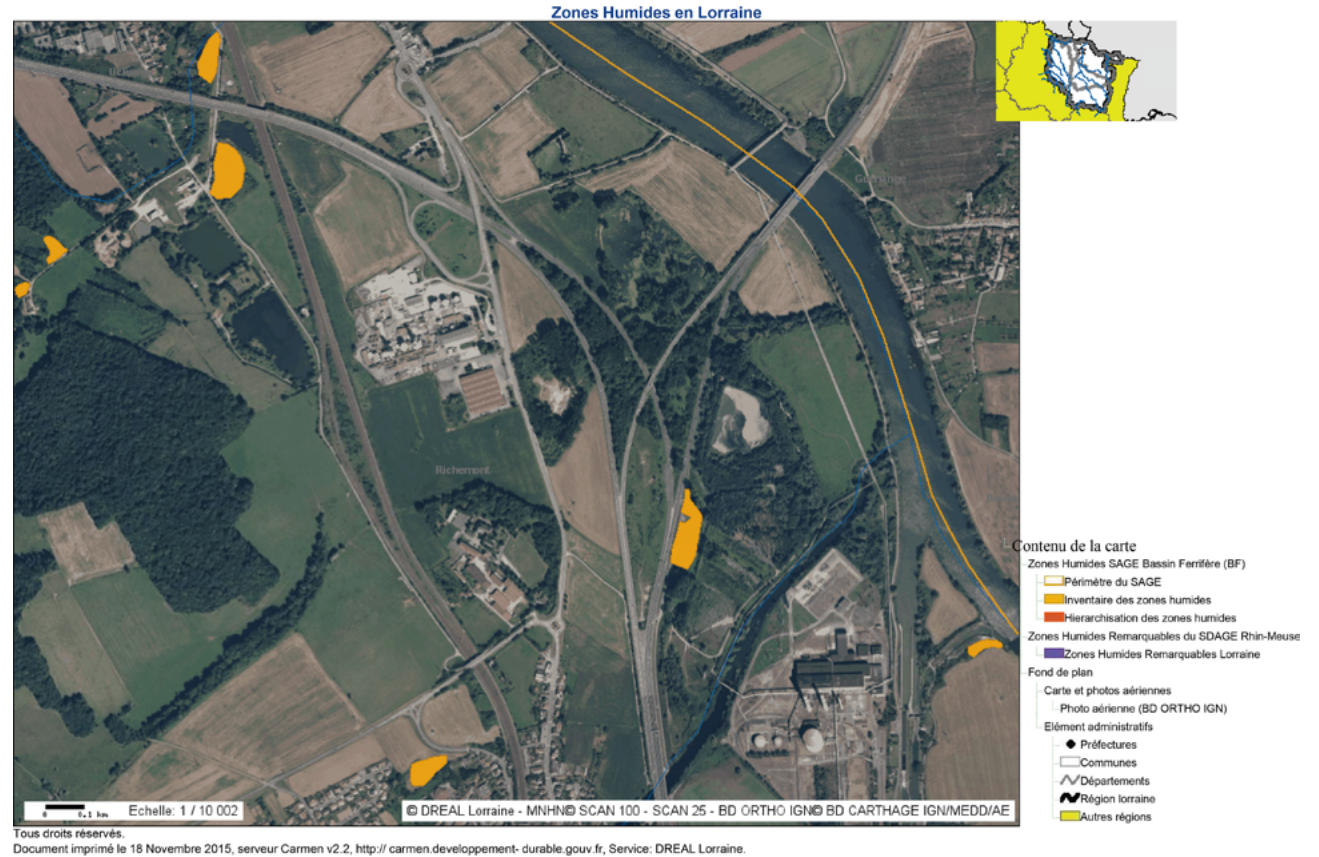 Zones Humides en Lorraine
Guénange
Richemont
Contenu de la carte
Zones Humides SAGE Bassin Ferrifère (BF)
Périmètre du SAGE
Inventaire des zones humides
Hierarchisation des zones humides
Zones Humides Remarquables du SDAGE Rhin-Meuse
Zones Humides Remarquables Lorraine
Fond de plan
Carte et photos aériennes
Photo aérienne (BD ORTHO IGN)
Elément administratifs
Préfectures
Communes
Départements
Région lorraine
Autres régions
0 0.1 km Echelle: 1 / 10 002
© DREAL Lorraine - MNHN© SCAN 100 - SCAN 25 - BD ORTHO IGN© BD CARTHAGE IGN/MEDD/AE
Tous droits réservés.
Document imprimé le 18 Novembre 2015, serveur Carmen v2.2, http:// carmen.developpement- durable.gouv.fr, Service: DREAL Lorraine.